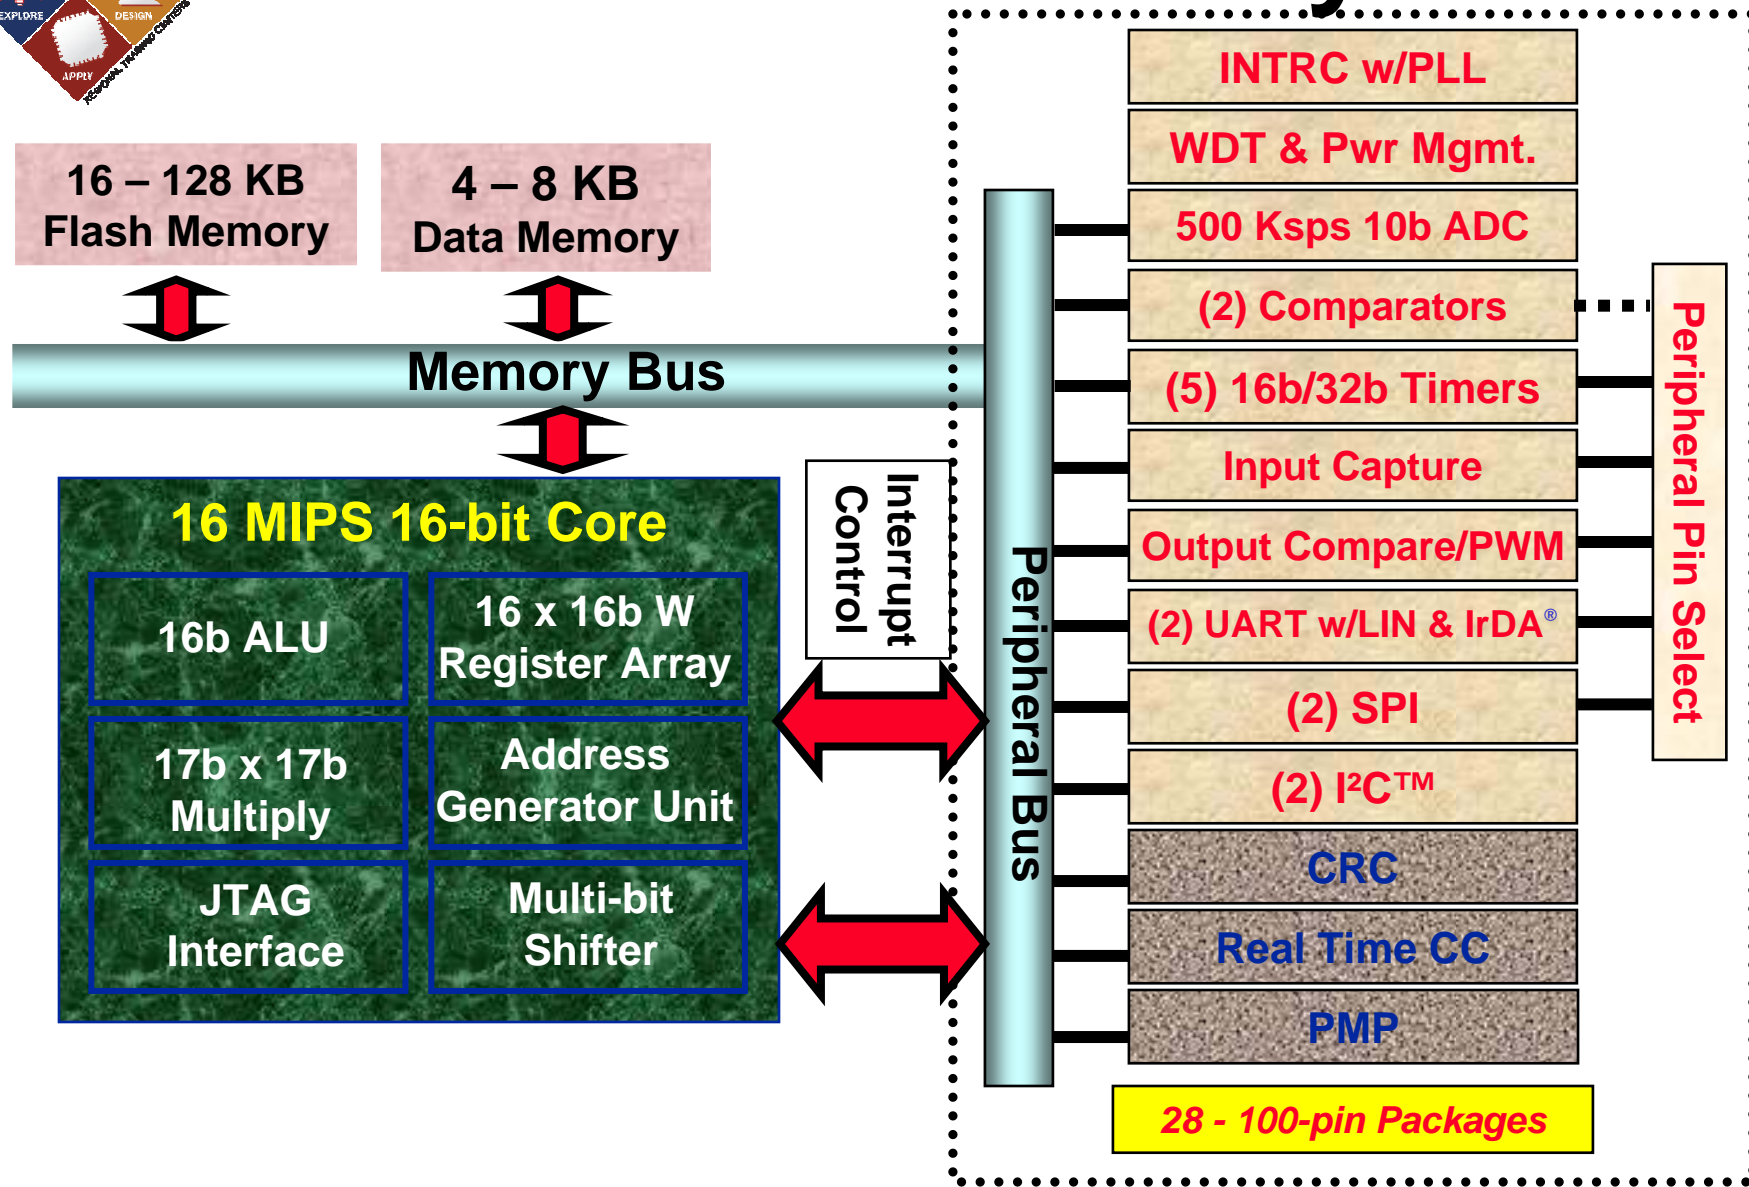 EXPLORE
DESIGN
APPLY
REGIONAL TRAINING CENTERS
16 – 128 KB
Flash Memory
4 – 8 KB
Data Memory
Memory Bus
16 MIPS 16-bit Core
16b ALU
16 x 16b W
Register Array
17b x 17b
Multiply
Address
Generator Unit
JTAG
Interface
Multi-bit
Shifter
Interrupt
Control
Peripheral Bus
INTRC w/PLL
WDT & Pwr Mgmt.
500 Ksps 10b ADC
(2) Comparators
(5) 16b/32b Timers
Input Capture
Output Compare/PWM
(2) UART w/LIN & IrDA®
(2) SPI
(2) I²C™
CRC
Real Time CC
PMP
Peripheral Pin Select
28 - 100-pin Packages